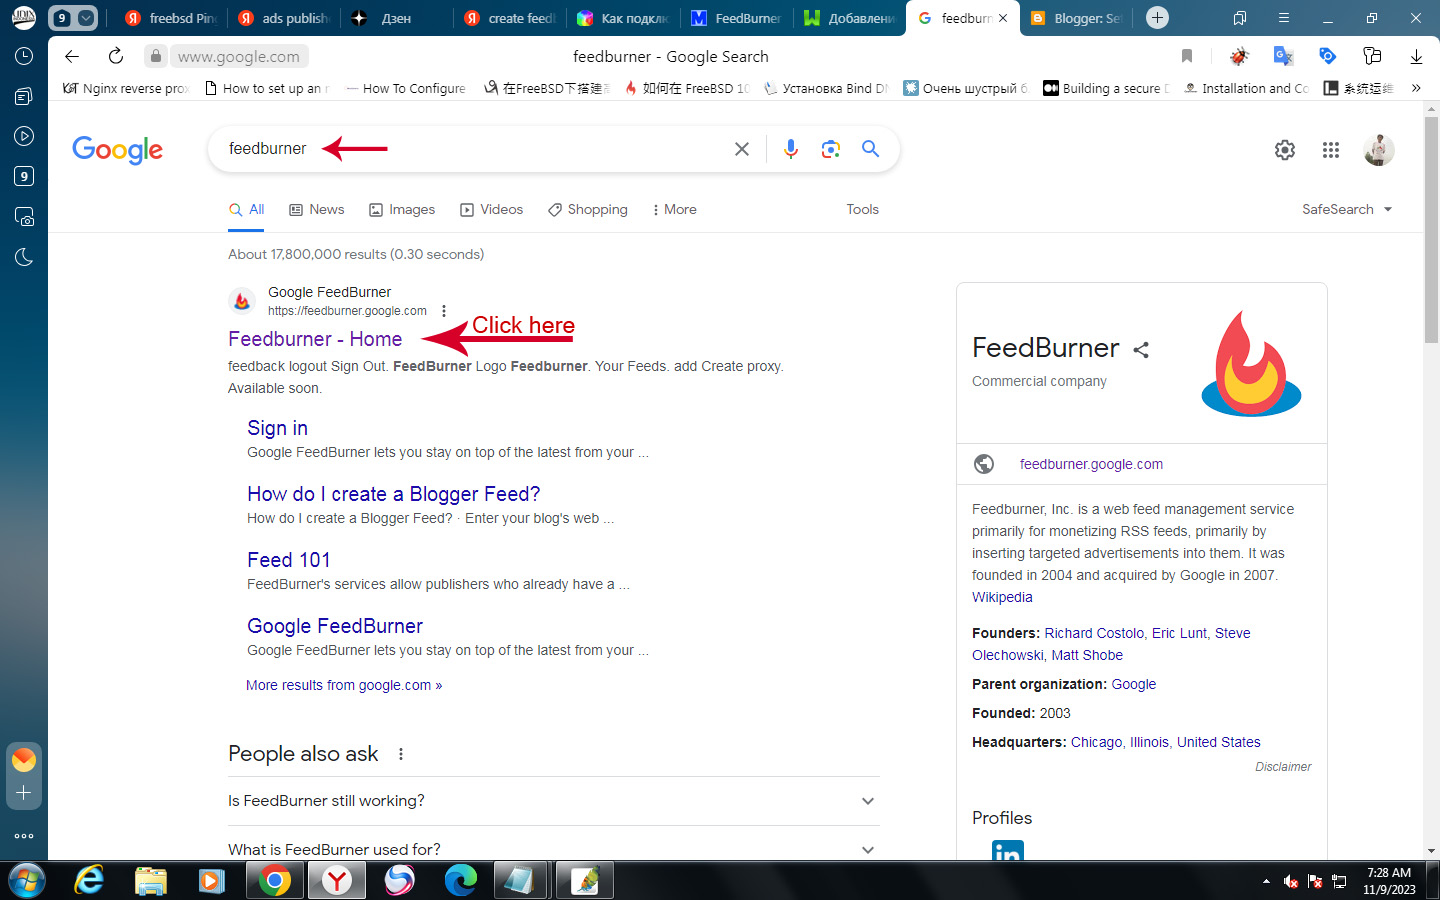 9
freebsd Pin
ads publish
Дзен
create feed
Как подклю
FeedBurner
Добавлени
feedburn
Blogger: Se
www.google.com
feedburner - Google Search
Nginx reverse prox
How to set up an n
How To Configure
在FreeBSD下搭建高
如何在 FreeBSD 10
Установка Bind DN
Очень шустрый б
Building a secure D
Installation and Co
系统运维
9
Google
feedburner
All
News
Images
Videos
Shopping
More
Tools
SafeSearch
About 17,800,000 results (0.30 seconds)
Google FeedBurner
https://feedburner.google.com
Click here
Feedburner - Home
feedback logout Sign Out. FeedBurner Logo Feedburner. Your Feeds. add Create proxy.
Available soon.
Sign in
Google FeedBurner lets you stay on top of the latest from your ...
How do I create a Blogger Feed?
How do I create a Blogger Feed? · Enter your blog's web ...
Feed 101
FeedBurner's services allow publishers who already have a ...
Google FeedBurner
Google FeedBurner lets you stay on top of the latest from your ...
More results from google.com »
People also ask
Is FeedBurner still working?
What is FeedBurner used for?
FeedBurner
Commercial company
feedburner.google.com
Feedburner, Inc. is a web feed management service
primarily for monetizing RSS feeds, primarily by
inserting targeted advertisements into them. It was
founded in 2004 and acquired by Google in 2007.
Wikipedia
Founders: Richard Costolo, Eric Lunt, Steve
Olechowski, Matt Shobe
Parent organization: Google
Founded: 2003
Headquarters: Chicago, Illinois, United States
Disclaimer
Profiles
in
7:28 AM
11/9/2023